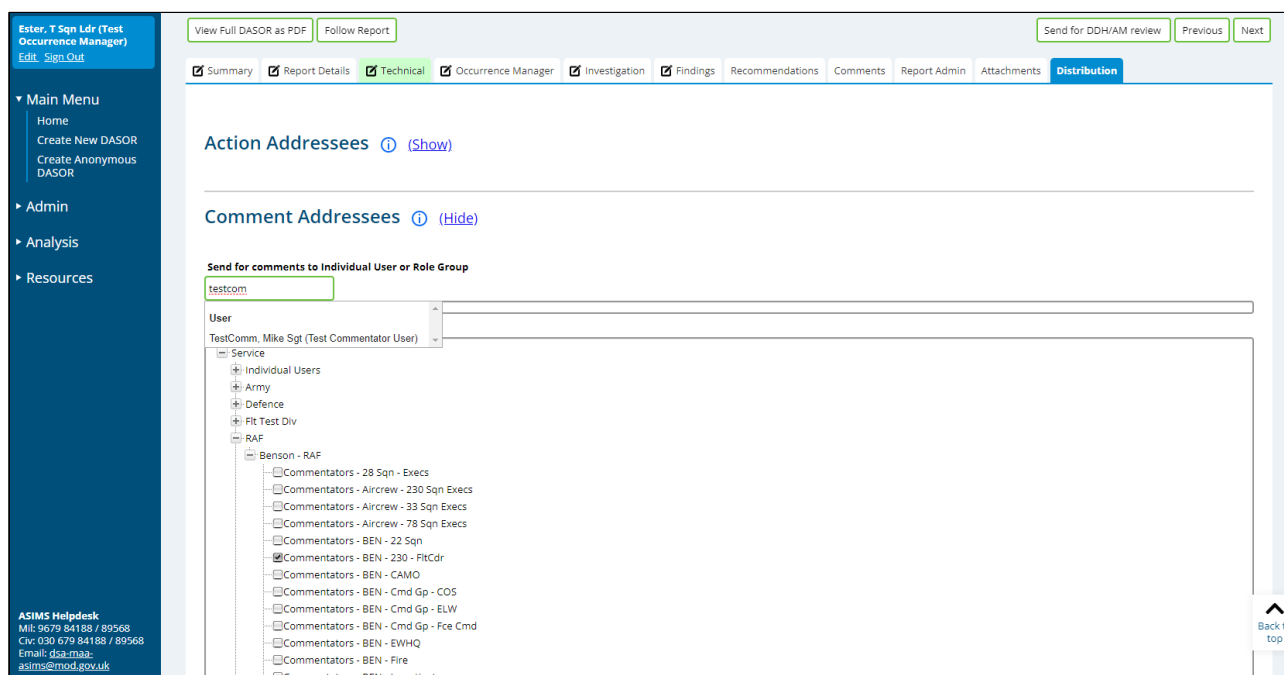 Ester, T Sqn Ldr (Test
Occurrence Manager)
Edit Sign Out
Main Menu
Home
Create New DASOR
Create Anonymous
DASOR
Admin
Analysis
Resources
ASIMS Helpdesk
Mil: 9679 84188 / 89568
Civ: 030 679 84188 / 89568
Email: dsa-maa-
asims@mod.gov.uk
View Full DASOR as PDF Follow Report
Send for DDH/AM review Previous Next
Summary Report Details Technical Occurrence Manager Investigation Findings Recommendations Comments Report Admin Attachments Distribution
Action Addressees (Show)
Comment Addressees (Hide)
Send for comments to Individual User or Role Group
testcom
User
TestComm, Mike Sgt (Test Commentator User)
Service
Individual Users
Army
Defence
Flt Test Div
RAF
Benson - RAF
Commentators - 28 Sqn - Execs
Commentators - Aircrew - 230 Sqn Execs
Commentators - Aircrew - 33 Sqn Execs
Commentators - Aircrew - 78 Sqn Execs
Commentators - BEN - 22 Sqn
Commentators - BEN - 230 - FltCdr
Commentators - BEN - CAMO
Commentators - BEN - Cmd Gp - COS
Commentators - BEN - Cmd Gp - ELW
Commentators - BEN - Cmd Gp - Fce Cmd
Commentators - BEN - EWHQ
Commentators - BEN - Fire
Back
top